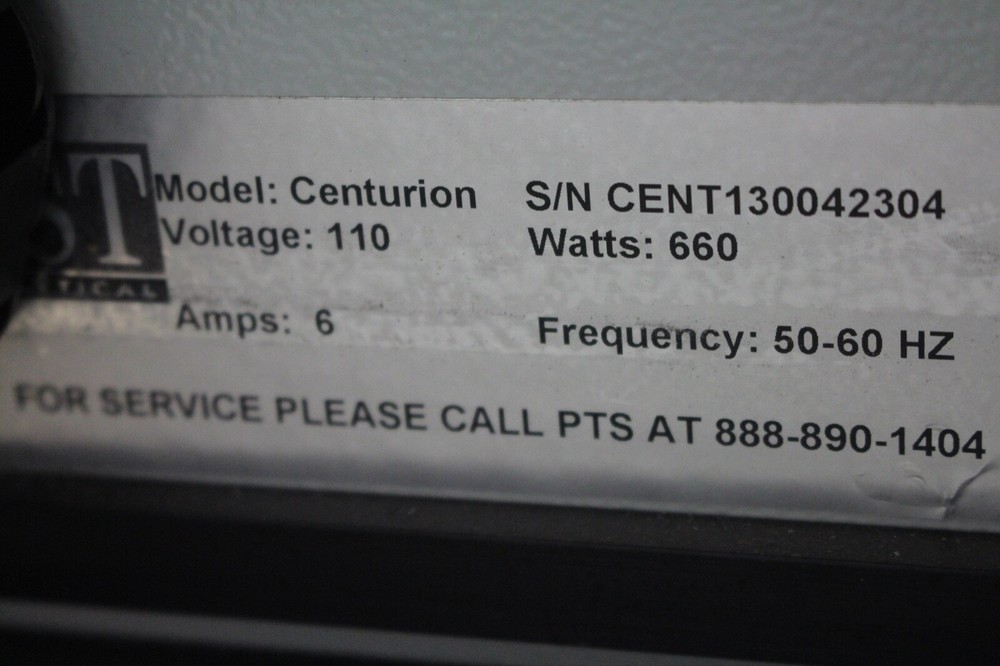 Model: Centurion S/N CENT130042304
Voltage: 110 Watts: 660
Amps: 6 Frequency: 50-60 HZ
FOR SERVICE PLEASE CALL PTS AT 888-890-1404